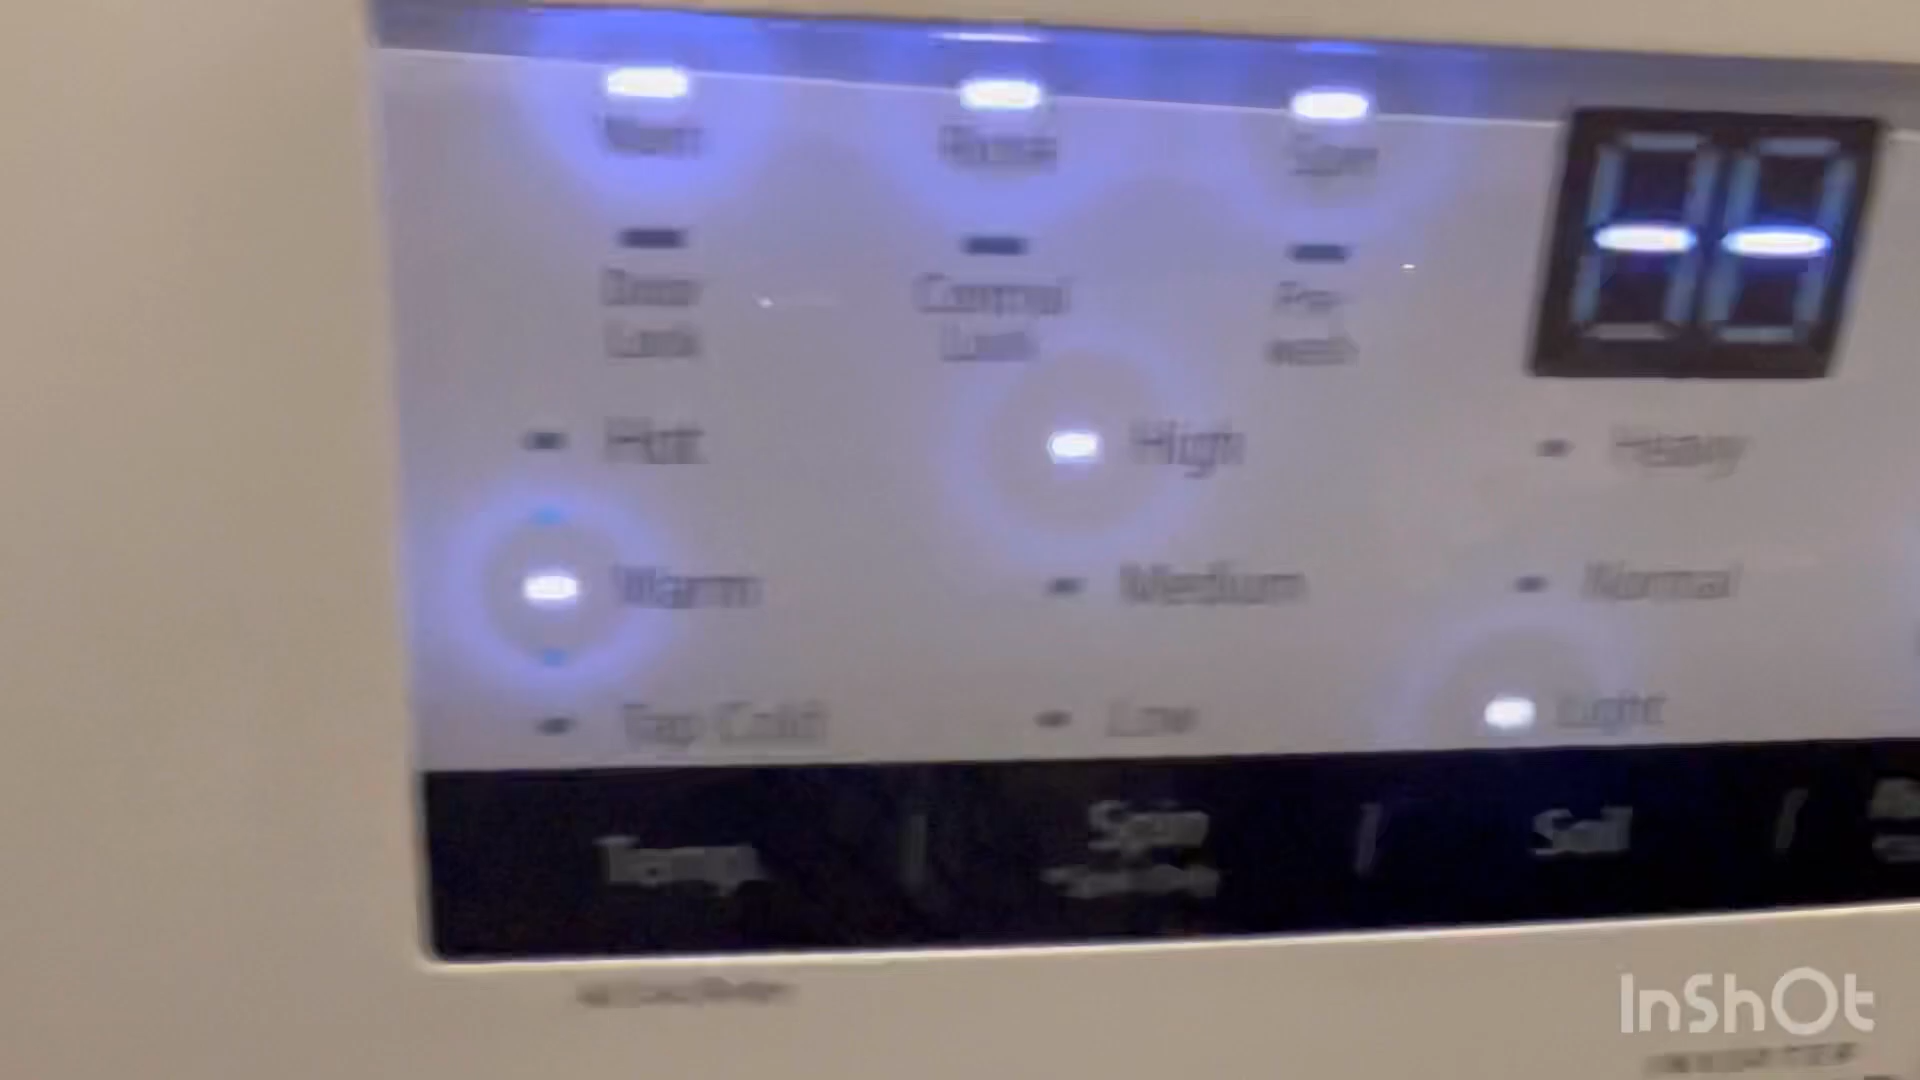 Wash
Rinse
Spin
Door
Lock
Control
Lock
Pre-
wash
--
Hot
High
Heavy
Warm
Medium
Normal
Tap Cold
Low
Light
Temp
Spin
Soil
InShOt